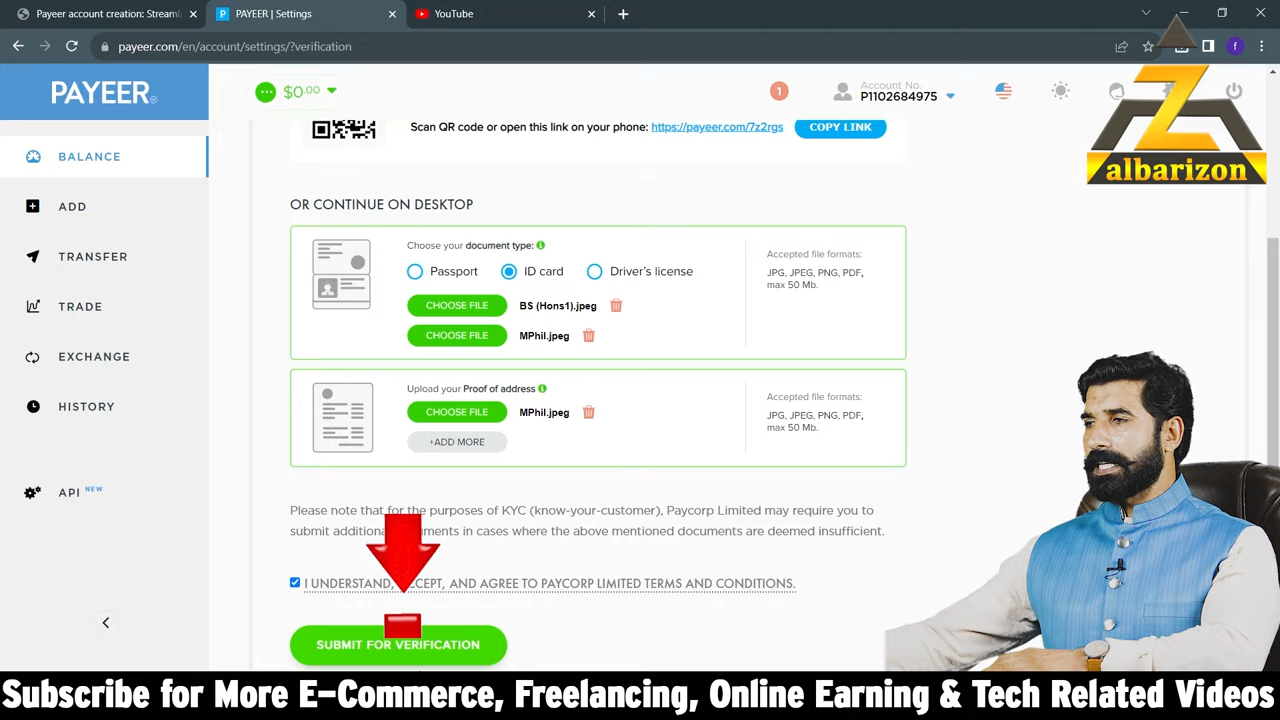 Payeer account creation: Streaml
PAYEER | Settings
YouTube
payeer.com/en/account/settings/?verification
f
PAYEER
$0.00
1
Account No.
P1102684975
albarizon
BALANCE
ADD
TRANSFER
TRADE
EXCHANGE
HISTORY
API NEW
Scan QR code or open this link on your phone: https://payeer.com/7z2rgs
COPY LINK
OR CONTINUE ON DESKTOP
Choose your document type:
Passport
ID card
Driver's license
CHOOSE FILE
BS (Hons1).jpeg
CHOOSE FILE
MPhil.jpeg
Accepted file formats:
JPG, JPEG, PNG, PDF,
max 50 Mb.
Upload your Proof of address
CHOOSE FILE
MPhil.jpeg
+ADD MORE
Accepted file formats:
JPG, JPEG, PNG, PDF,
max 50 Mb.
Please note that for the purposes of KYC (know-your-customer), Paycorp Limited may require you to
submit additional documents in cases where the above mentioned documents are deemed insufficient.
I UNDERSTAND, ACCEPT, AND AGREE TO PAYCORP LIMITED TERMS AND CONDITIONS.
SUBMIT FOR VERIFICATION
Subscribe for More E-Commerce, Freelancing, Online Earning & Tech Related Videos